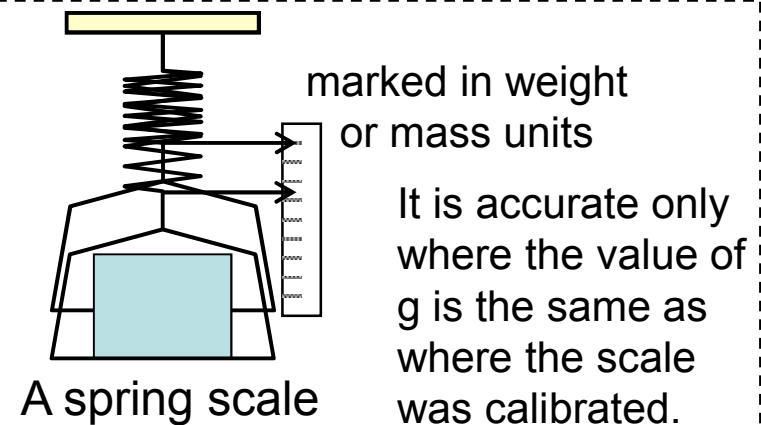 marked in weight
or mass units
It is accurate only
where the value of
g is the same as
where the scale
was calibrated.
A spring scale